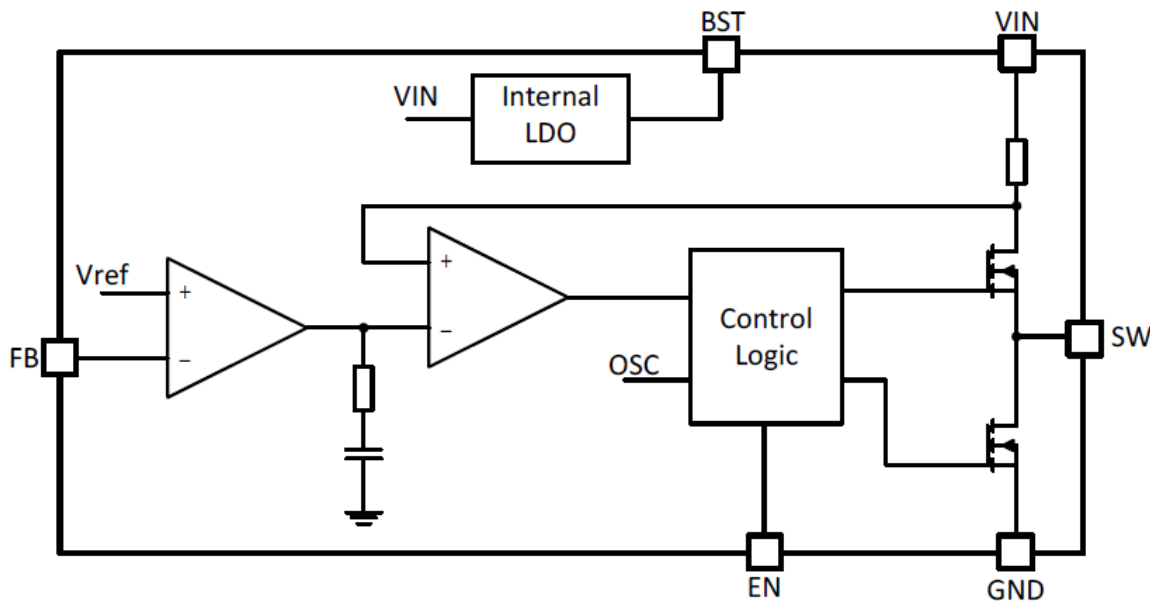 BST
VIN
VIN
Internal
LDO
Vref
+
−
+
−
FB
OSC
Control
Logic
SW
EN
GND